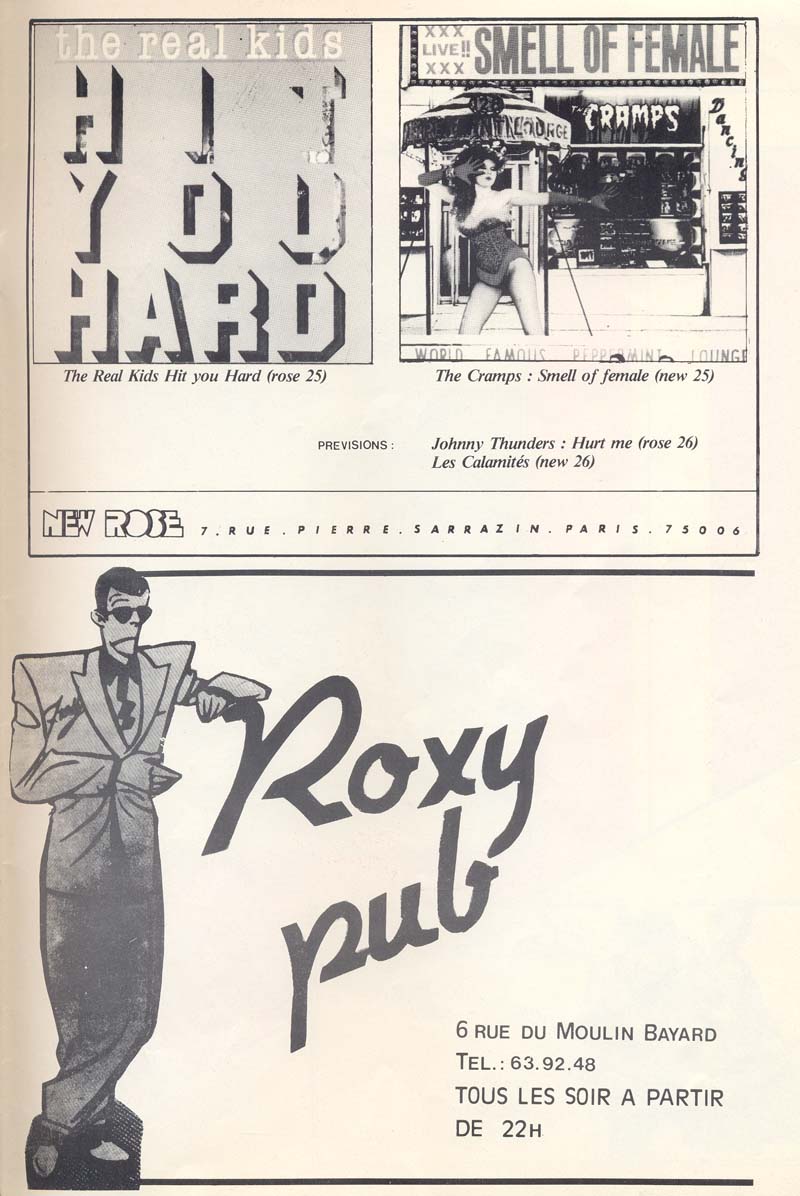 the real kids
HIT
YOU
HARD
XXX
LIVE!!
XXX
SMELL OF FEMALE
THE CRAMPS
Dancing
128
LOUNGE
WORLD FAMOUS PEPPERMINT LOUNGE
The Real Kids Hit you Hard (rose 25)
The Cramps : Smell of female (new 25)
PREVISIONS :
Johnny Thunders : Hurt me (rose 26)
Les Calamités (new 26)
NEW ROSE
7.RUE.PIERRE.SARRAZIN.PARIS.75006
Roxy
pub
6 RUE DU MOULIN BAYARD
TEL.: 63.92.48
TOUS LES SOIR A PARTIR
DE 22H